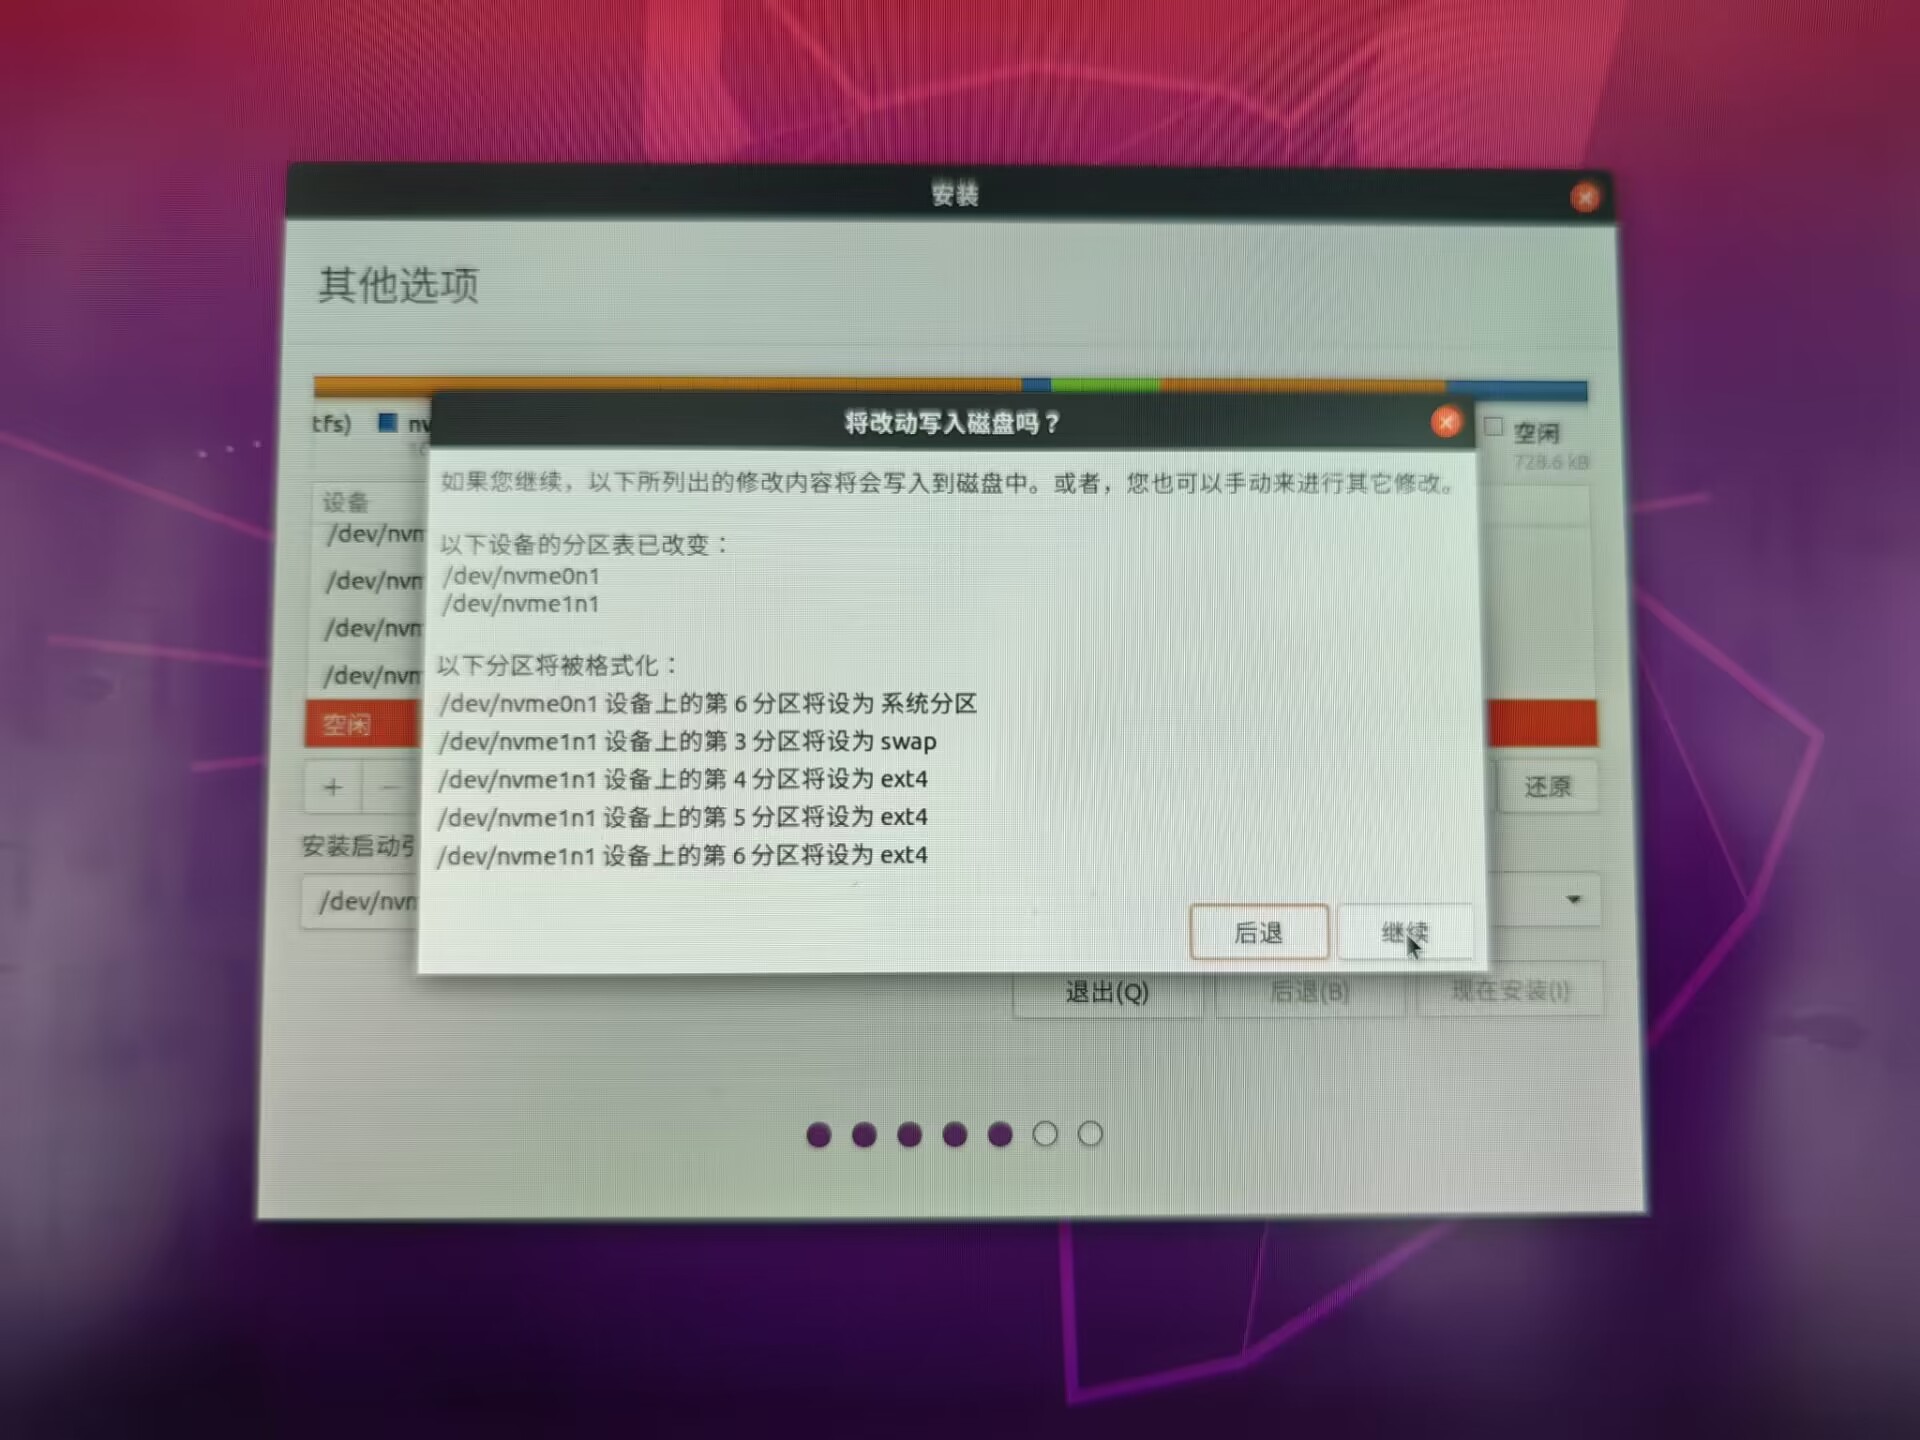 安装
其他选项
tfs)
空闲
728.6 kB
设备
/dev/nvm
/dev/nvm
/dev/nvm
/dev/nvm
空闲
+ −
还原
安装启动引
/dev/nvm
将改动写入磁盘吗？
如果您继续，以下所列出的修改内容将会写入到磁盘中。或者，您也可以手动来进行其它修改。
以下设备的分区表已改变：
/dev/nvme0n1
/dev/nvme1n1
以下分区将被格式化：
/dev/nvme0n1 设备上的第 6 分区将设为 系统分区
/dev/nvme1n1 设备上的第 3 分区将设为 swap
/dev/nvme1n1 设备上的第 4 分区将设为 ext4
/dev/nvme1n1 设备上的第 5 分区将设为 ext4
/dev/nvme1n1 设备上的第 6 分区将设为 ext4
后退 继续
退出(Q) 后退(B) 现在安装(I)